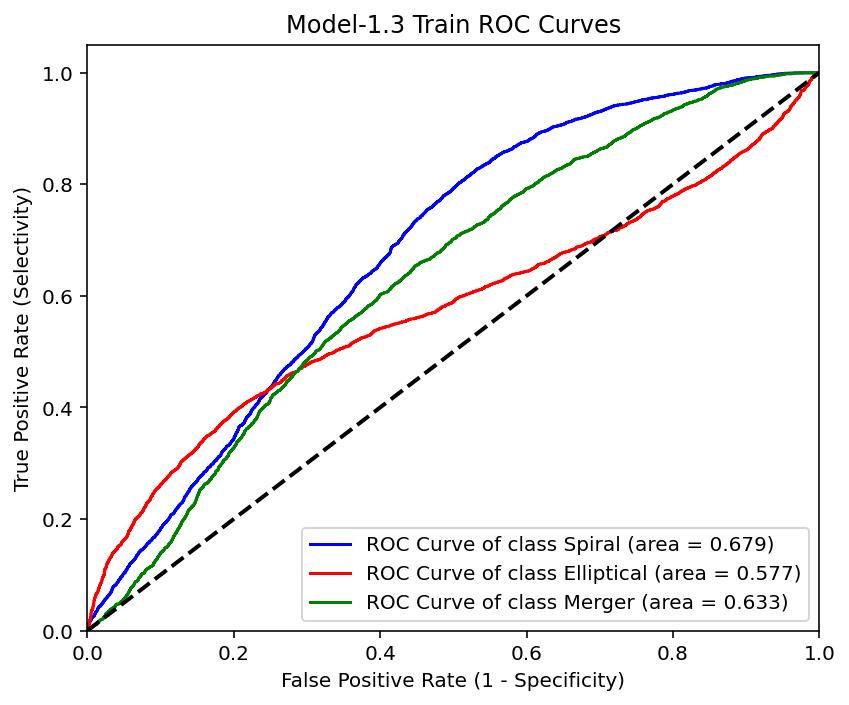 Model-1.3 Train ROC Curves
1.0
0.8
0.6
0.4
0.2
0.0
True Positive Rate (Selectivity)
ROC Curve of class Spiral (area = 0.679)
ROC Curve of class Elliptical (area = 0.577)
ROC Curve of class Merger (area = 0.633)
0.0 0.2 0.4 0.6 0.8 1.0
False Positive Rate (1 - Specificity)